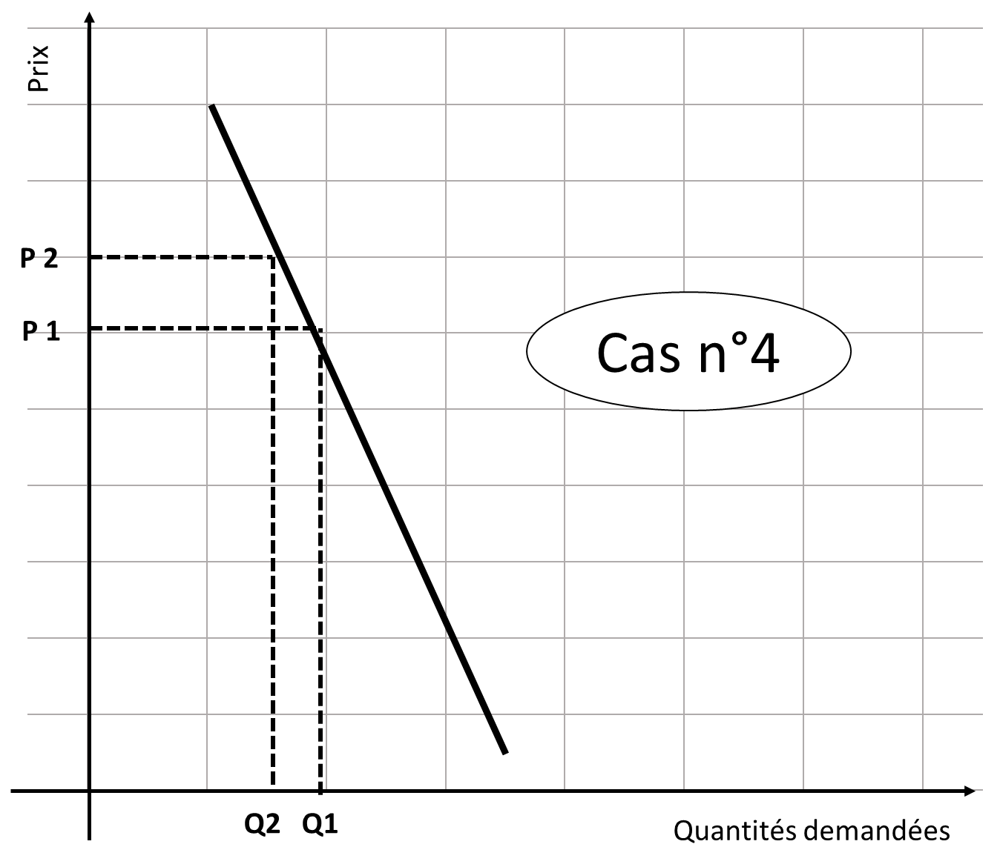 Prix
P 2
P 1
Cas n°4
Q2
Q1
Quantités demandées